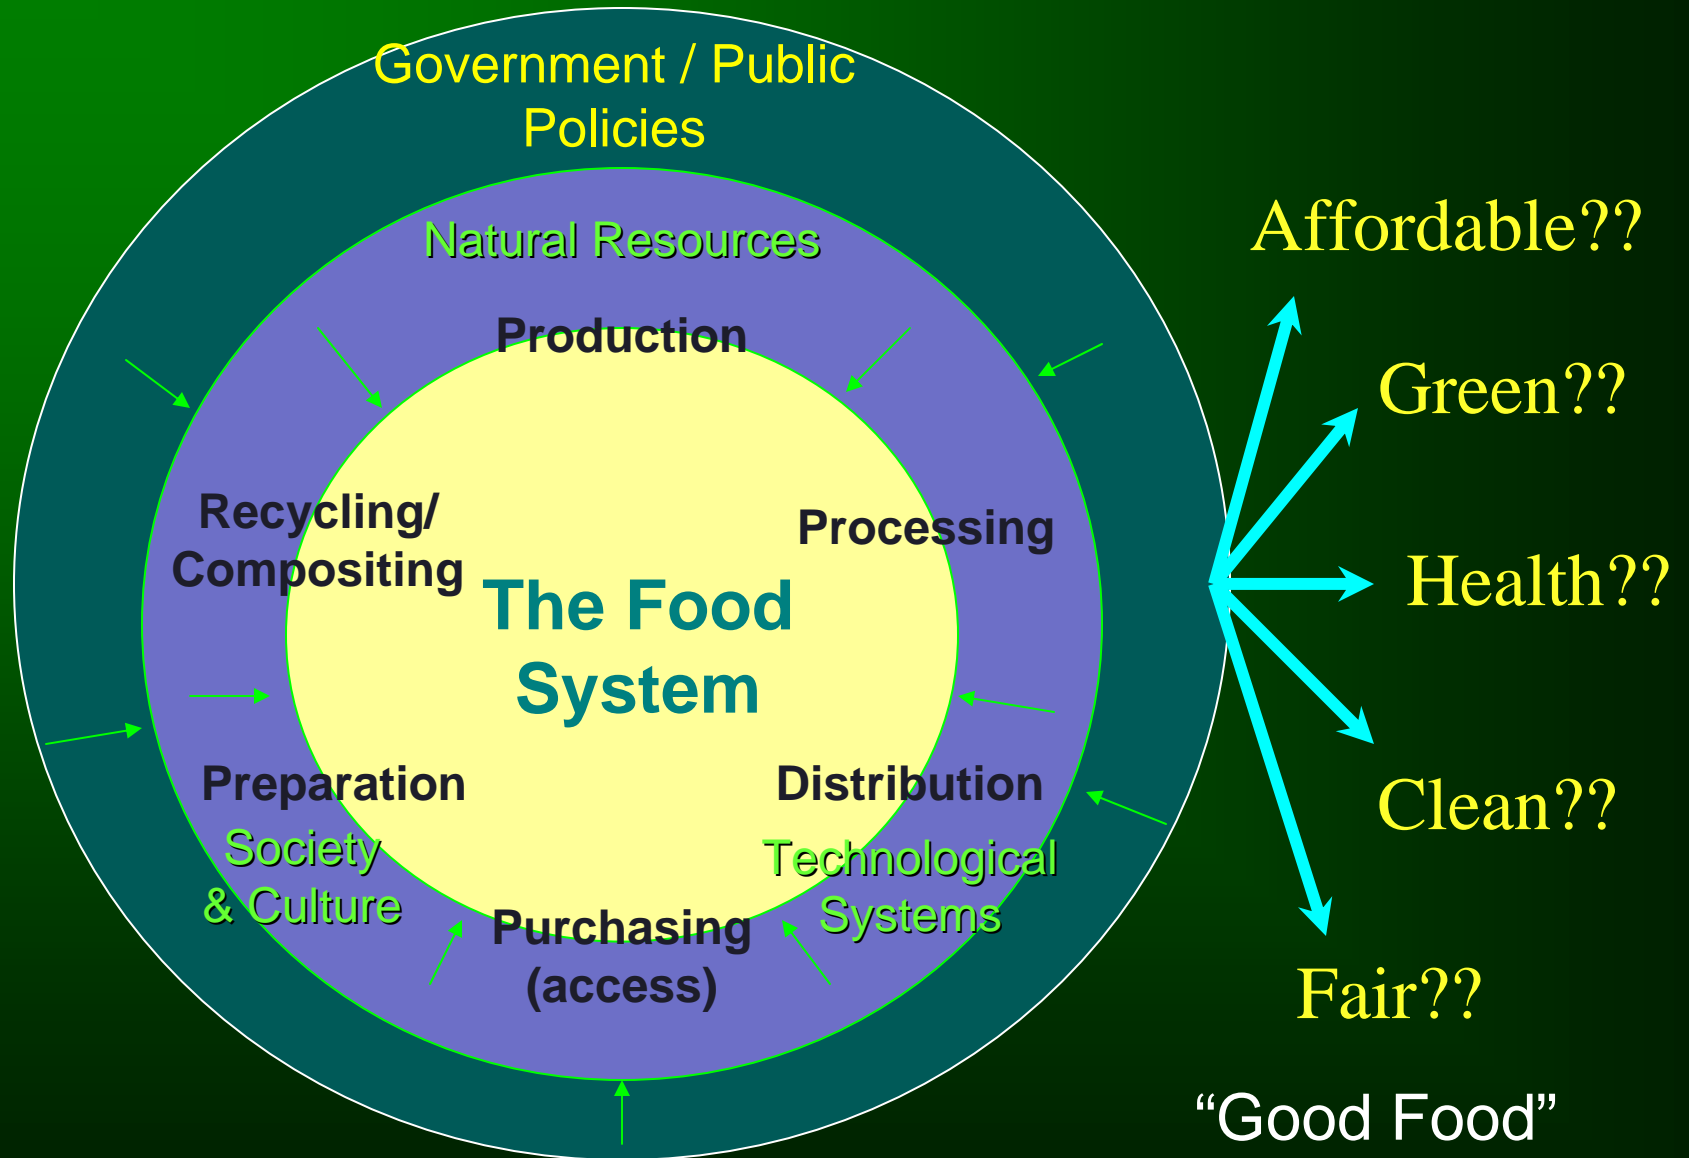 Government / Public
Policies
Natural Resources
Production
Recycling/
Compositing
Processing
The Food
System
Preparation
Distribution
Society
& Culture
Technological
Systems
Purchasing
(access)
Affordable??
Green??
Health??
Clean??
Fair??
“Good Food”